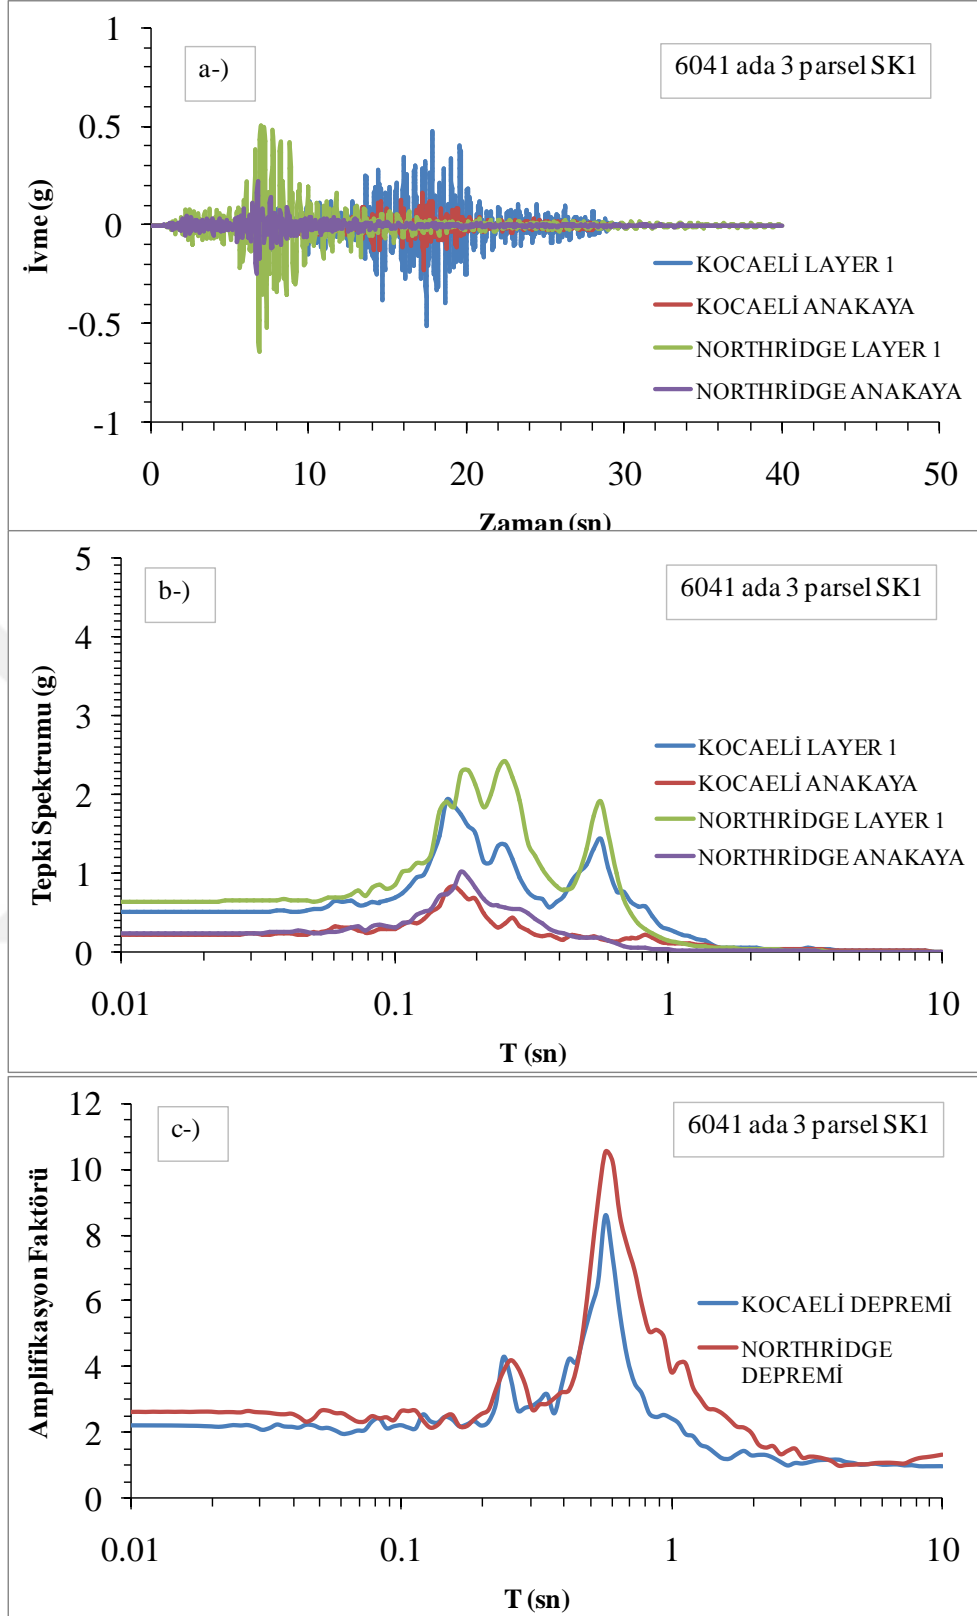 a-)
6041 ada 3 parsel SK1
1
0.5
0
-0.5
-1
İvme (g)
KOCAELİ LAYER 1
KOCAELİ ANAKAYA
NORTHRİDGE LAYER 1
NORTHRİDGE ANAKAYA
0 10 20 30 40 50
Zaman (sn)
b-)
6041 ada 3 parsel SK1
5
4
3
2
1
0
Tepki Spektrumu (g)
KOCAELİ LAYER 1
KOCAELİ ANAKAYA
NORTHRİDGE LAYER 1
NORTHRİDGE ANAKAYA
0.01 0.1 1 10
T (sn)
c-)
6041 ada 3 parsel SK1
12
10
8
6
4
2
0
Amplifikasyon Faktörü
KOCAELİ DEPREMİ
NORTHRİDGE
DEPREMİ
0.01 0.1 1 10
T (sn)